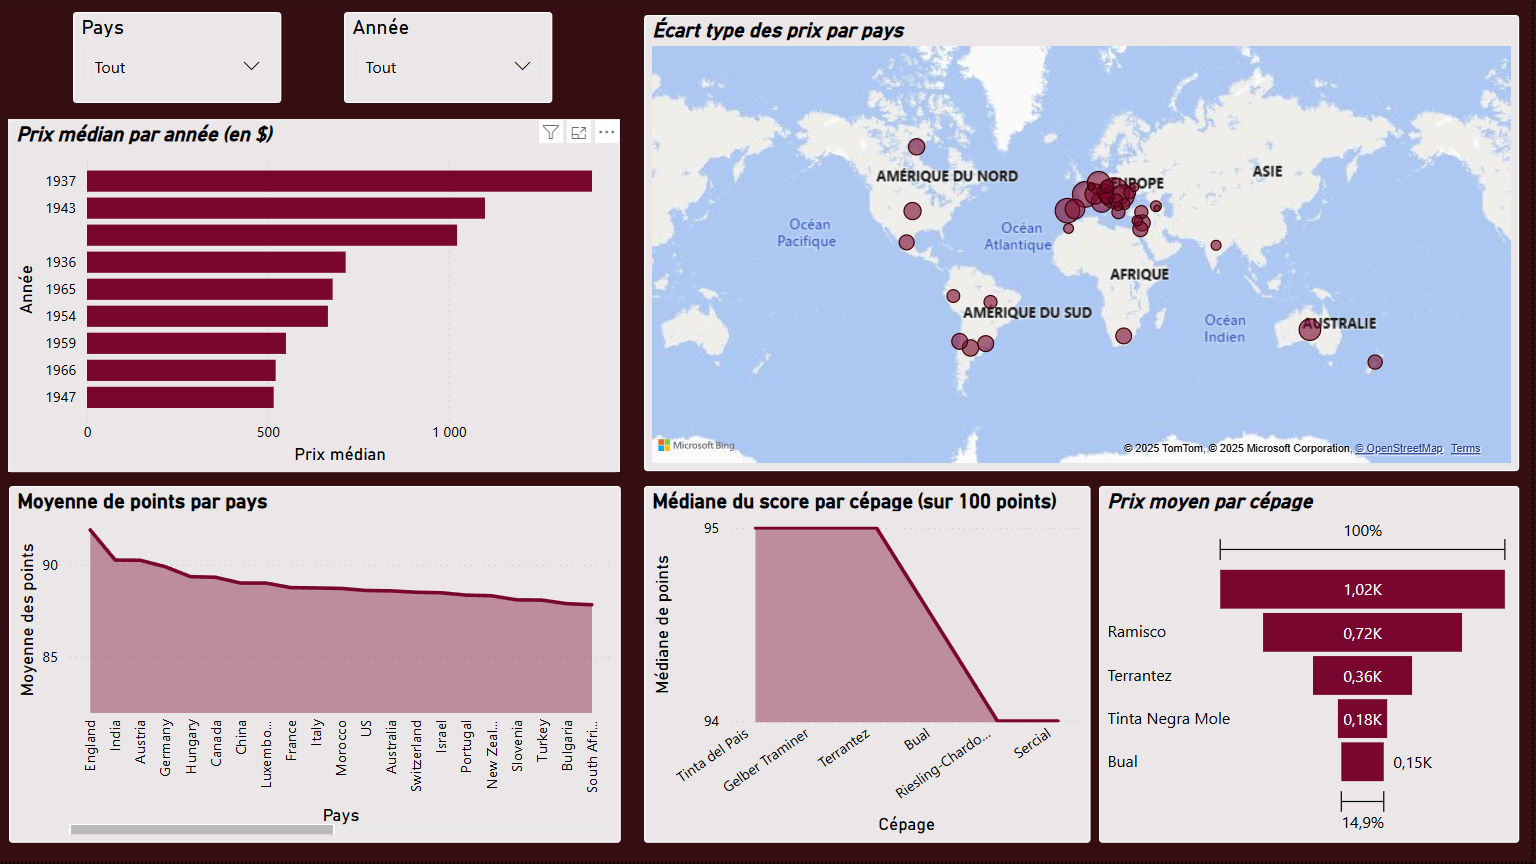 Pays
Tout
Année
Tout
Prix médian par année (en $)
Année
1937
1943
1936
1965
1954
1959
1966
1947
0
500
1 000
Prix médian
Écart type des prix par pays
AMÉRIQUE DU NORD
EUROPE
ASIE
Océan
Pacifique
Océan
Atlantique
AFRIQUE
AMÉRIQUE DU SUD
Océan
Indien
AUSTRALIE
Microsoft Bing
© 2025 TomTom, © 2025 Microsoft Corporation, © OpenStreetMap Terms
Moyenne de points par pays
Moyenne des points
90
85
England
India
Austria
Germany
Hungary
Canada
China
Luxembo...
France
Italy
Morocco
US
Australia
Switzerland
Israel
Portugal
New Zeal...
Slovenia
Turkey
Bulgaria
South Afri...
Pays
Médiane du score par cépage (sur 100 points)
Médiane de points
95
94
Tinta del Pais
Gelber Traminer
Terrantez
Bual
Riesling-Chardo...
Sercial
Cépage
Prix moyen par cépage
100%
1,02K
Ramisco
0,72K
Terrantez
0,36K
Tinta Negra Mole
0,18K
Bual
0,15K
14,9%